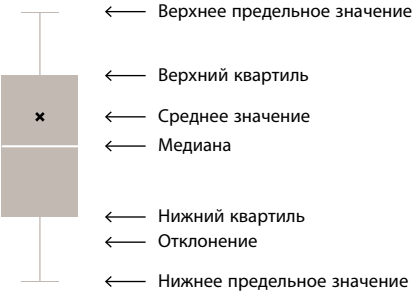 Верхнее предельное значение
Верхний квартиль
Среднее значение
Медиана
Нижний квартиль
Отклонение
Нижнее предельное значение